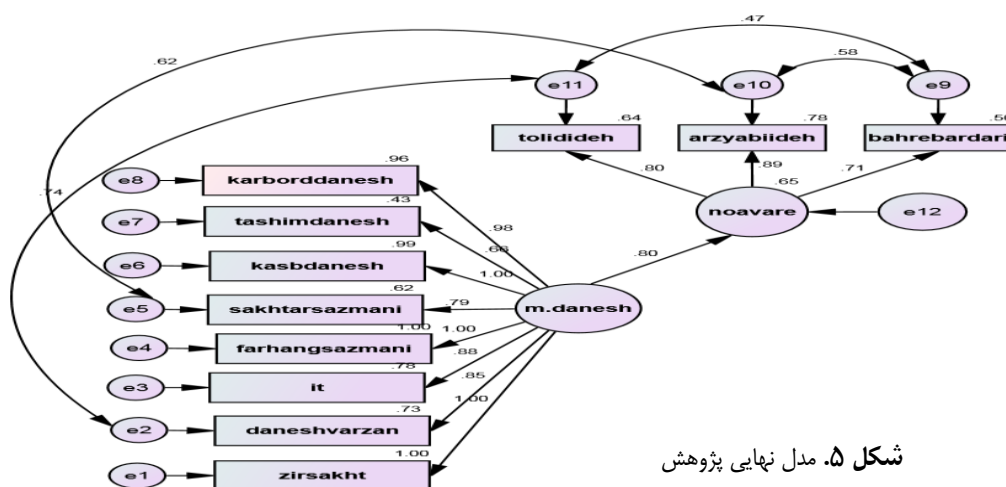 .47
.62
.58
e11
e10
e9
.64
.78
.50
tolidideh
arzyabiideh
bahrebardari
.96
.74
.80
.89
.71
e8
karborddanesh
.65
.43
noavare
e12
e7
tashimdanesh
.98
.99
.66
.80
e6
kasbdanesh
1.00
.62
e5
sakhtarsazmani
.79
m.danesh
1.00
1.00
e4
farhangsazmani
.88
.78
e3
it
.85
1.00
.73
e2
daneshvarzan
1.00
شکل ۵. مدل نهایی پژوهش
e1
zirsakht